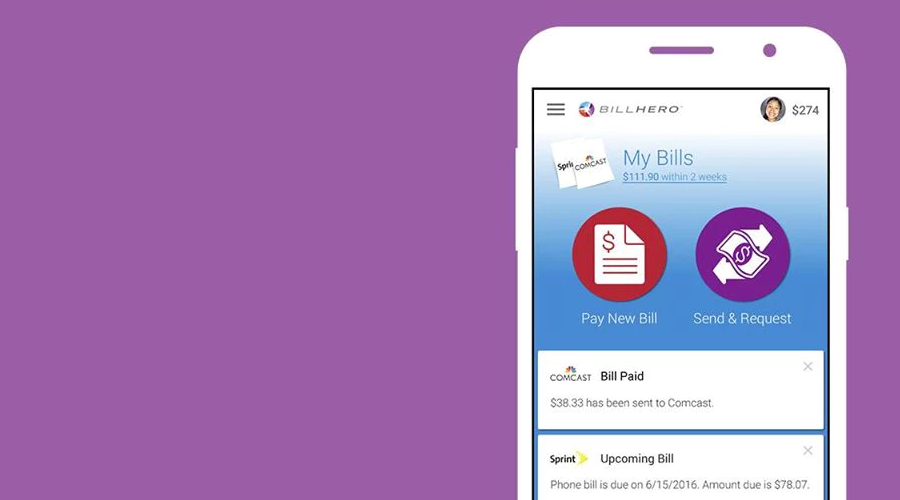 BILLHERO
$274
Sprin COMCAST
My Bills
$111.90 within 2 weeks
$ $
Pay New Bill Send & Request
COMCAST Bill Paid
$38.33 has been sent to Comcast.
Sprint Upcoming Bill
Phone bill is due on 6/15/2016. Amount due is $78.07.